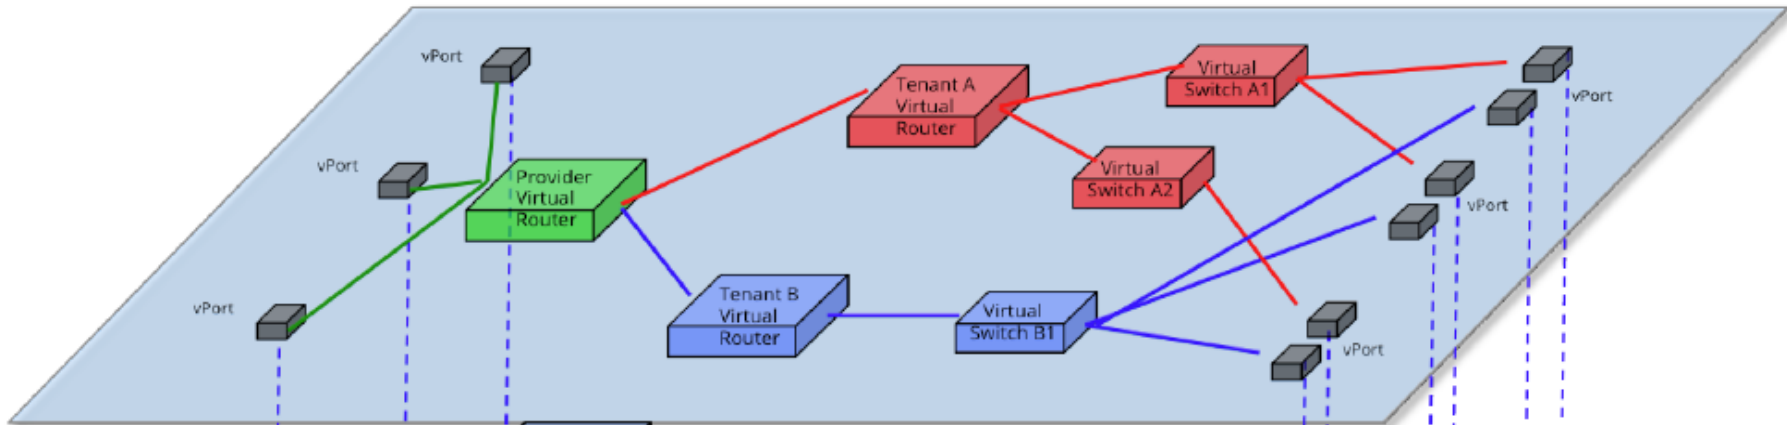 vPort
vPort
vPort
Provider
Virtual
Router
Tenant A
Virtual
Router
Tenant B
Virtual
Router
Virtual
Switch A1
Virtual
Switch A2
Virtual
Switch B1
vPort
vPort
vPort